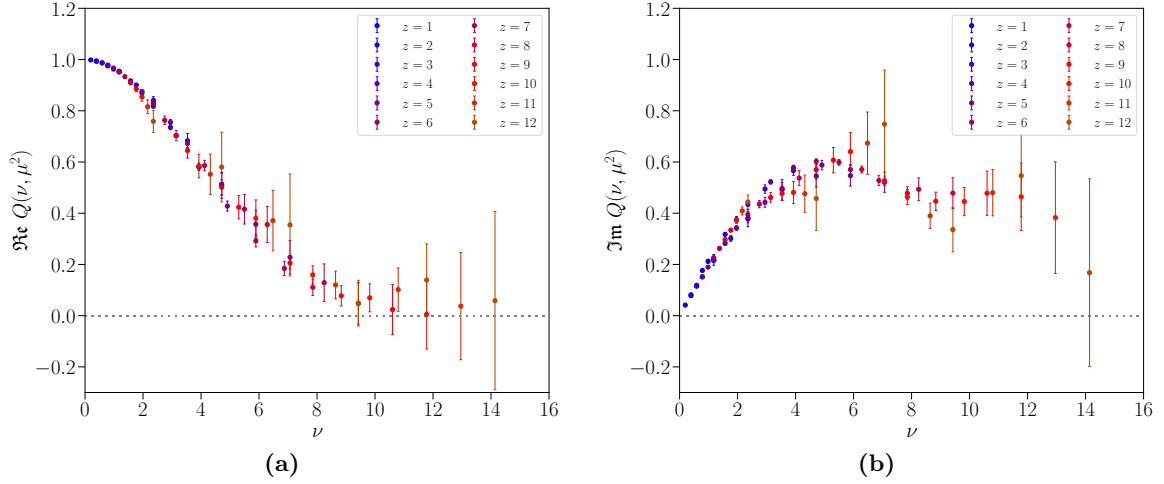 1.2
1.0
0.8
0.6
0.4
0.2
0.0
−0.2
ℜ𝔢 Q(ν, μ²)
z = 1
z = 2
z = 3
z = 4
z = 5
z = 6
z = 7
z = 8
z = 9
z = 10
z = 11
z = 12
0 2 4 6 8 10 12 14 16
ν
(a)
1.2
1.0
0.8
0.6
0.4
0.2
0.0
−0.2
ℑ𝔪 Q(ν, μ²)
z = 1
z = 2
z = 3
z = 4
z = 5
z = 6
z = 7
z = 8
z = 9
z = 10
z = 11
z = 12
0 2 4 6 8 10 12 14 16
ν
(b)